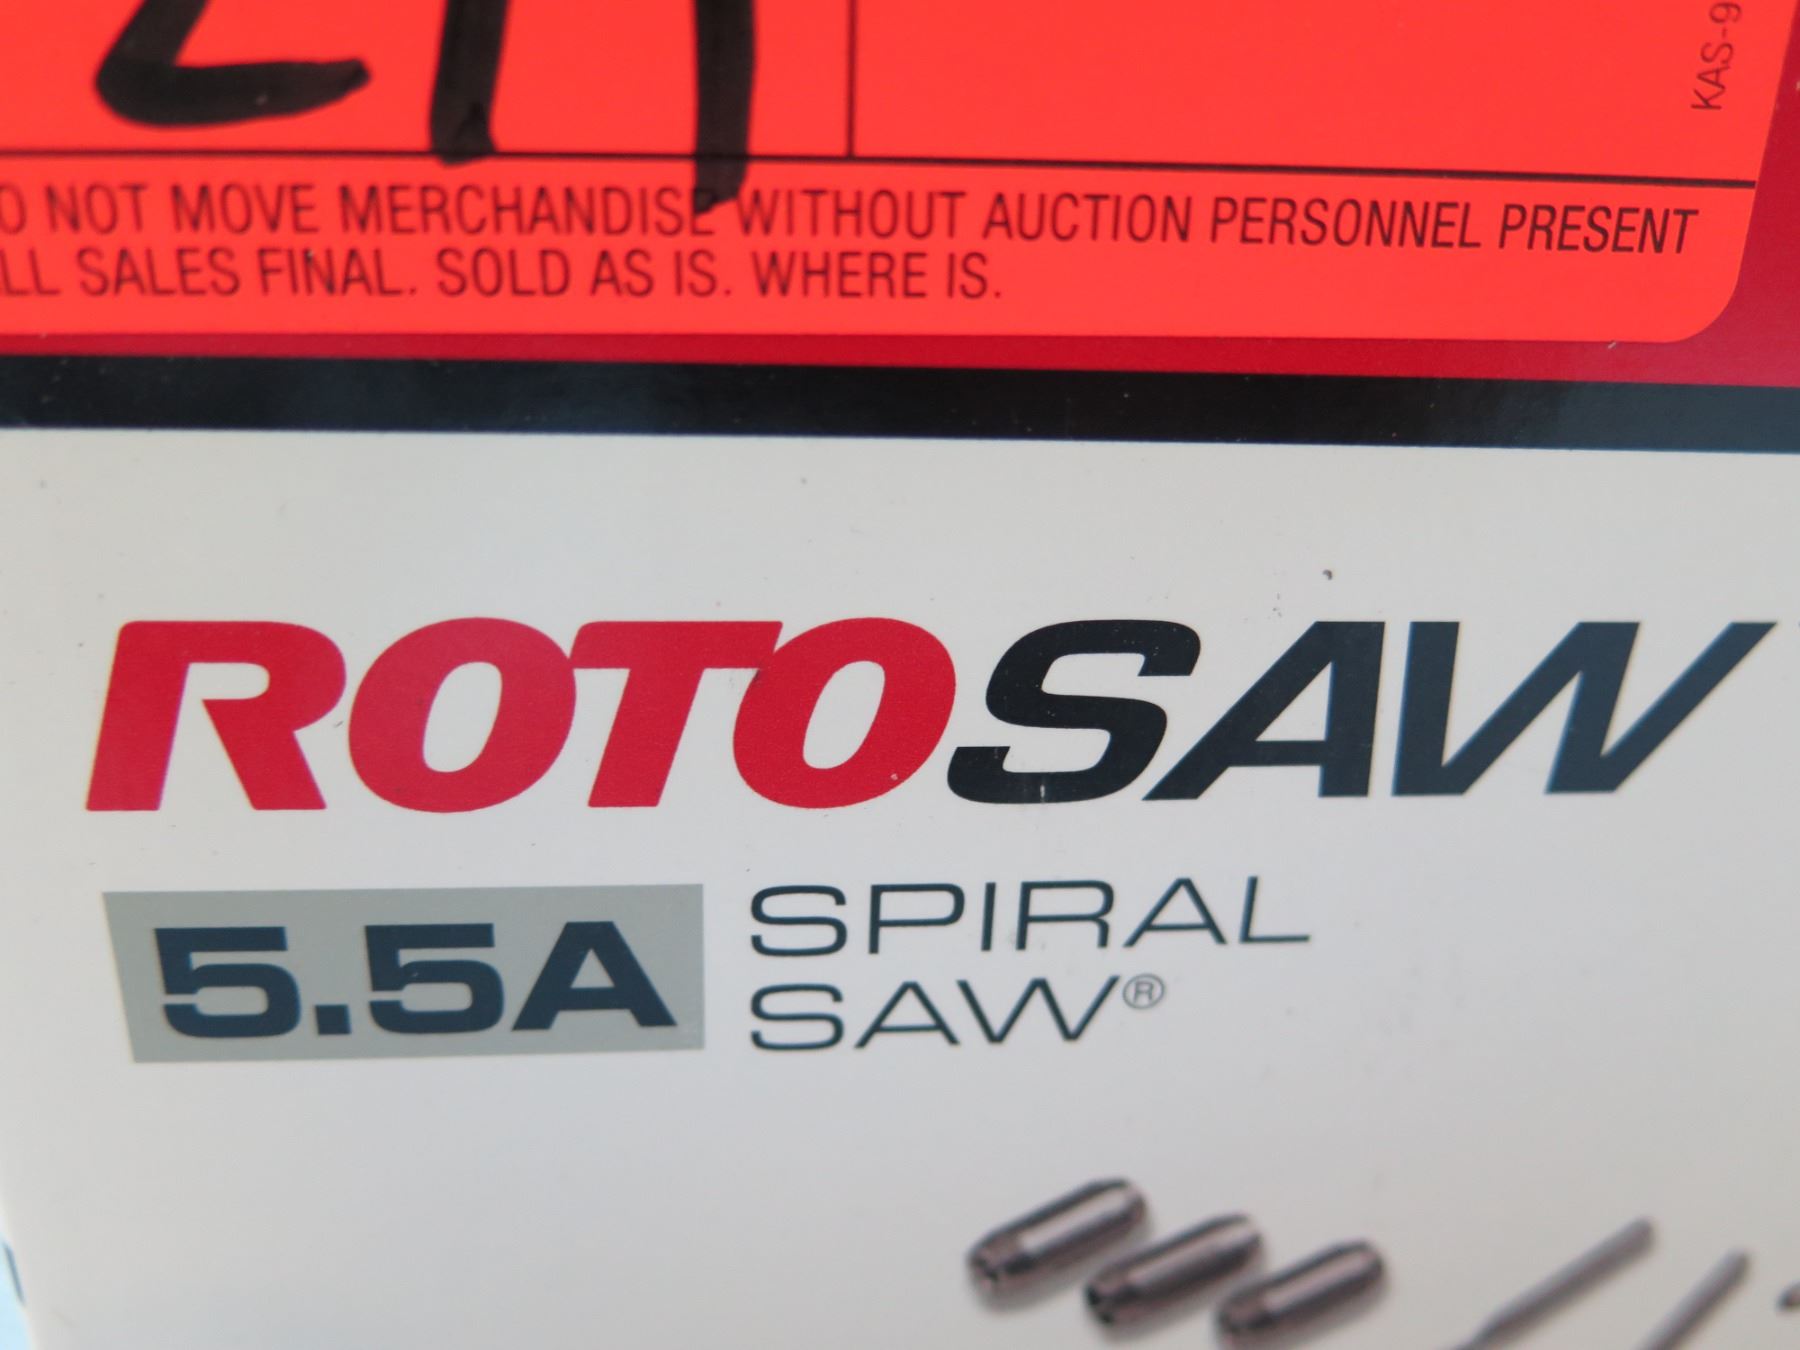 KAS-9
O NOT MOVE MERCHANDISE WITHOUT AUCTION PERSONNEL PRESENT
LL SALES FINAL. SOLD AS IS. WHERE IS.
ROTOSAW
5.5A SPIRAL
SAW®